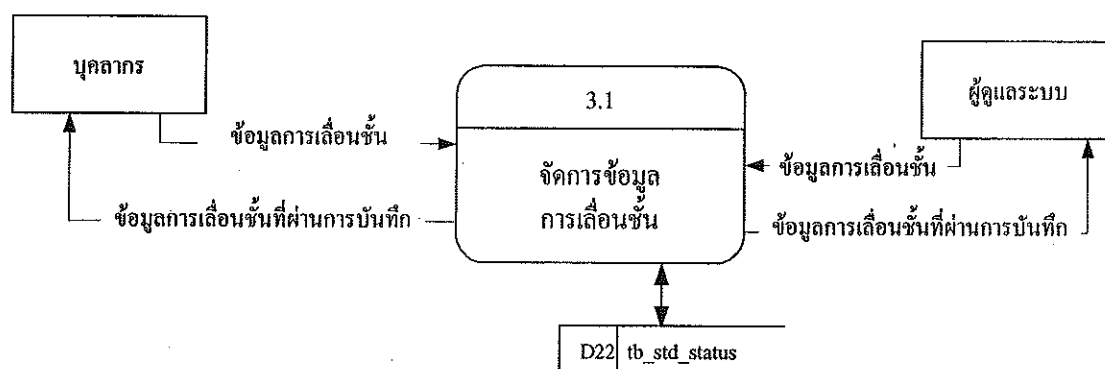 บุคลากร
3.1
ผู้ดูแลระบบ
ข้อมูลการเลื่อนชั้น
ข้อมูลการเลื่อนชั้น
จัดการข้อมูล
การเลื่อนชั้น
ข้อมูลการเลื่อนชั้นที่ผ่านการบันทึก
ข้อมูลการเลื่อนชั้นที่ผ่านการบันทึก
D22 tb_std_status